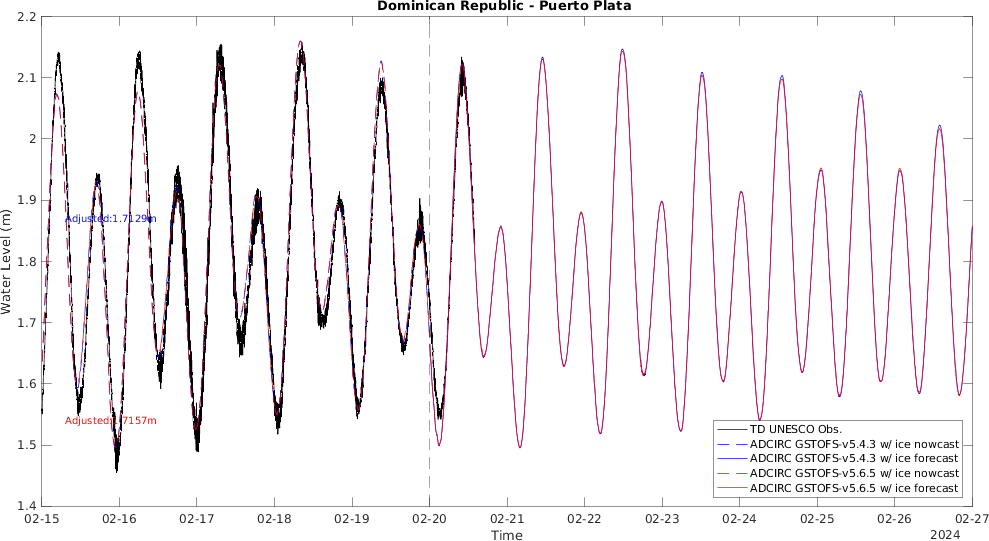 Dominican Republic - Puerto Plata
2.2
2.1
2
1.9
1.8
1.7
1.6
1.5
1.4
Water Level (m)
Adjusted:1.7129m
Adjusted:1.7157m
TD UNESCO Obs.
ADCIRC GSTOFS-v5.4.3 w/ ice nowcast
ADCIRC GSTOFS-v5.4.3 w/ ice forecast
ADCIRC GSTOFS-v5.6.5 w/ ice nowcast
ADCIRC GSTOFS-v5.6.5 w/ ice forecast
02-15 02-16 02-17 02-18 02-19 02-20 02-21 02-22 02-23 02-24 02-25 02-26 02-27
Time
2024